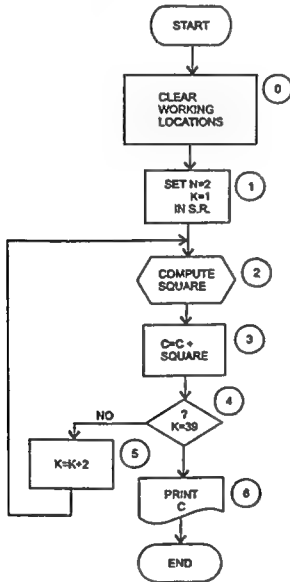 START
0
CLEAR
WORKING
LOCATIONS
1
SET N=2
K=1
IN S.R.
2
COMPUTE
SQUARE
3
C=C +
SQUARE
4
?
K=39
NO
5
K=K+2
6
PRINT
C
END